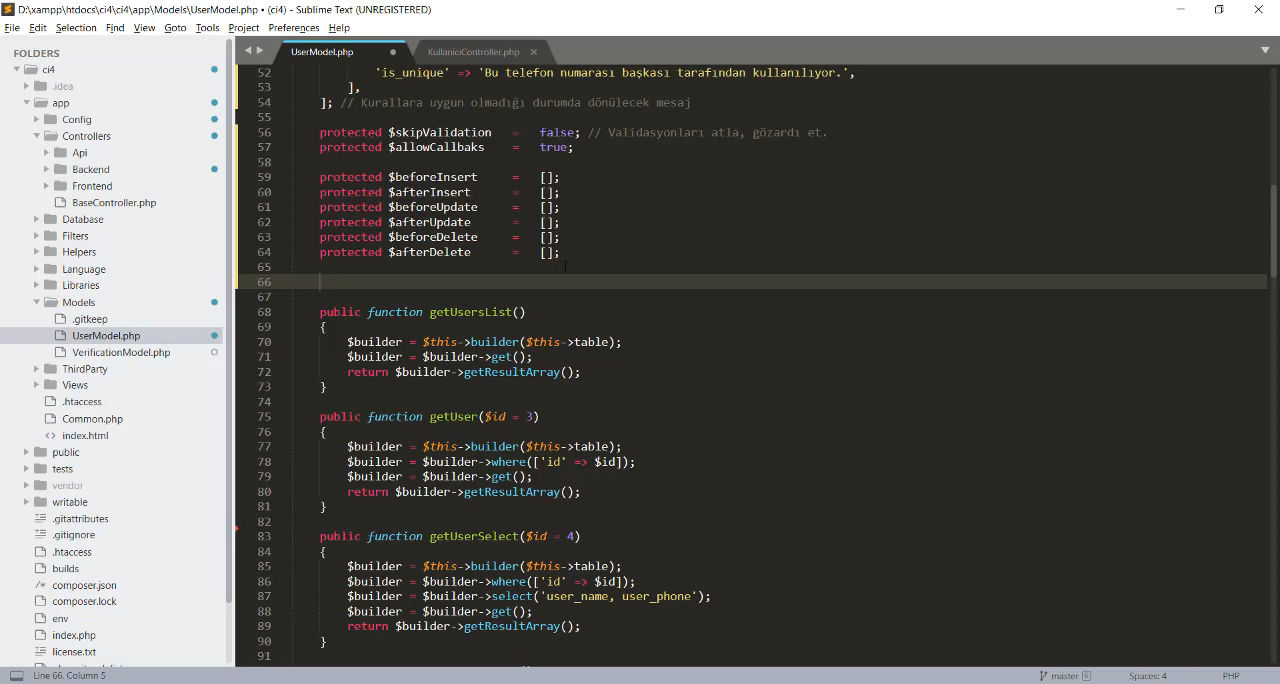 D:\xampp\htdocs\ci4\ci4\app\Models\UserModel.php • (ci4) - Sublime Text (UNREGISTERED)
File Edit Selection Find View Goto Tools Project Preferences Help
FOLDERS
ci4
.idea
app
Config
Controllers
Api
Backend
Frontend
BaseController.php
Database
Filters
Helpers
Language
Libraries
Models
.gitkeep
UserModel.php
VerificationModel.php
ThirdParty
Views
.htaccess
Common.php
index.html
public
tests
vendor
writable
.gitattributes
.gitignore
.htaccess
builds
composer.json
composer.lock
env
index.php
license.txt
UserModel.php KullaniciController.php
52 'is_unique' => 'Bu telefon numarası başkası tarafından kullanılıyor.',
53 ],
54 ]; // Kurallara uygun olmadığı durumda dönülecek mesaj
55
56 protected $skipValidation = false; // Validasyonları atla, gözardı et.
57 protected $allowCallbaks = true;
58
59 protected $beforeInsert = [];
60 protected $afterInsert = [];
61 protected $beforeUpdate = [];
62 protected $afterUpdate = [];
63 protected $beforeDelete = [];
64 protected $afterDelete = [];
65
66
67
68 public function getUsersList()
69 {
70 $builder = $this->builder($this->table);
71 $builder = $builder->get();
72 return $builder->getResultArray();
73 }
74
75 public function getUser($id = 3)
76 {
77 $builder = $this->builder($this->table);
78 $builder = $builder->where(['id' => $id]);
79 $builder = $builder->get();
80 return $builder->getResultArray();
81 }
82
83 public function getUserSelect($id = 4)
84 {
85 $builder = $this->builder($this->table);
86 $builder = $builder->where(['id' => $id]);
87 $builder = $builder->select('user_name, user_phone');
88 $builder = $builder->get();
89 return $builder->getResultArray();
90 }
91
Line 66, Column 5 master 6 Spaces: 4 PHP